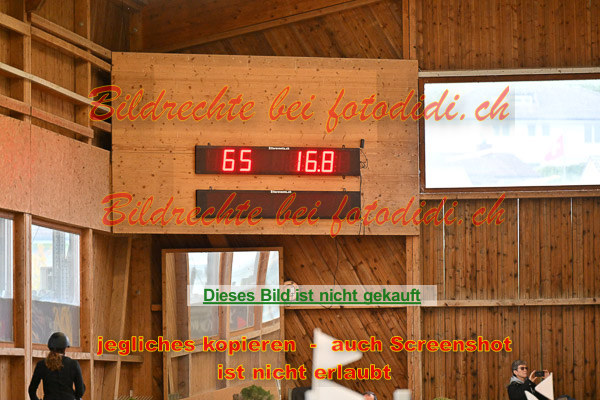 Bildrechte bei fotodidi.ch
65 16.8
Bildrechte bei fotodidi.ch
Dieses Bild ist nicht gekauft
jegliches kopieren - auch Screenshot
ist nicht erlaubt